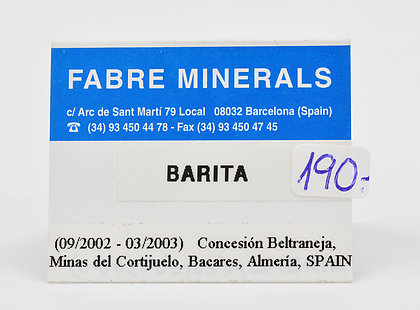 FABRE MINERALS
c/ Arc de Sant Martí 79 Local 08032 Barcelona (Spain)
☎ (34) 93 450 44 78 - Fax (34) 93 450 47 45
BARITA
190.-
(09/2002 - 03/2003) Concesión Beltraneja,
Minas del Cortijuelo, Bacares, Almería, SPAIN